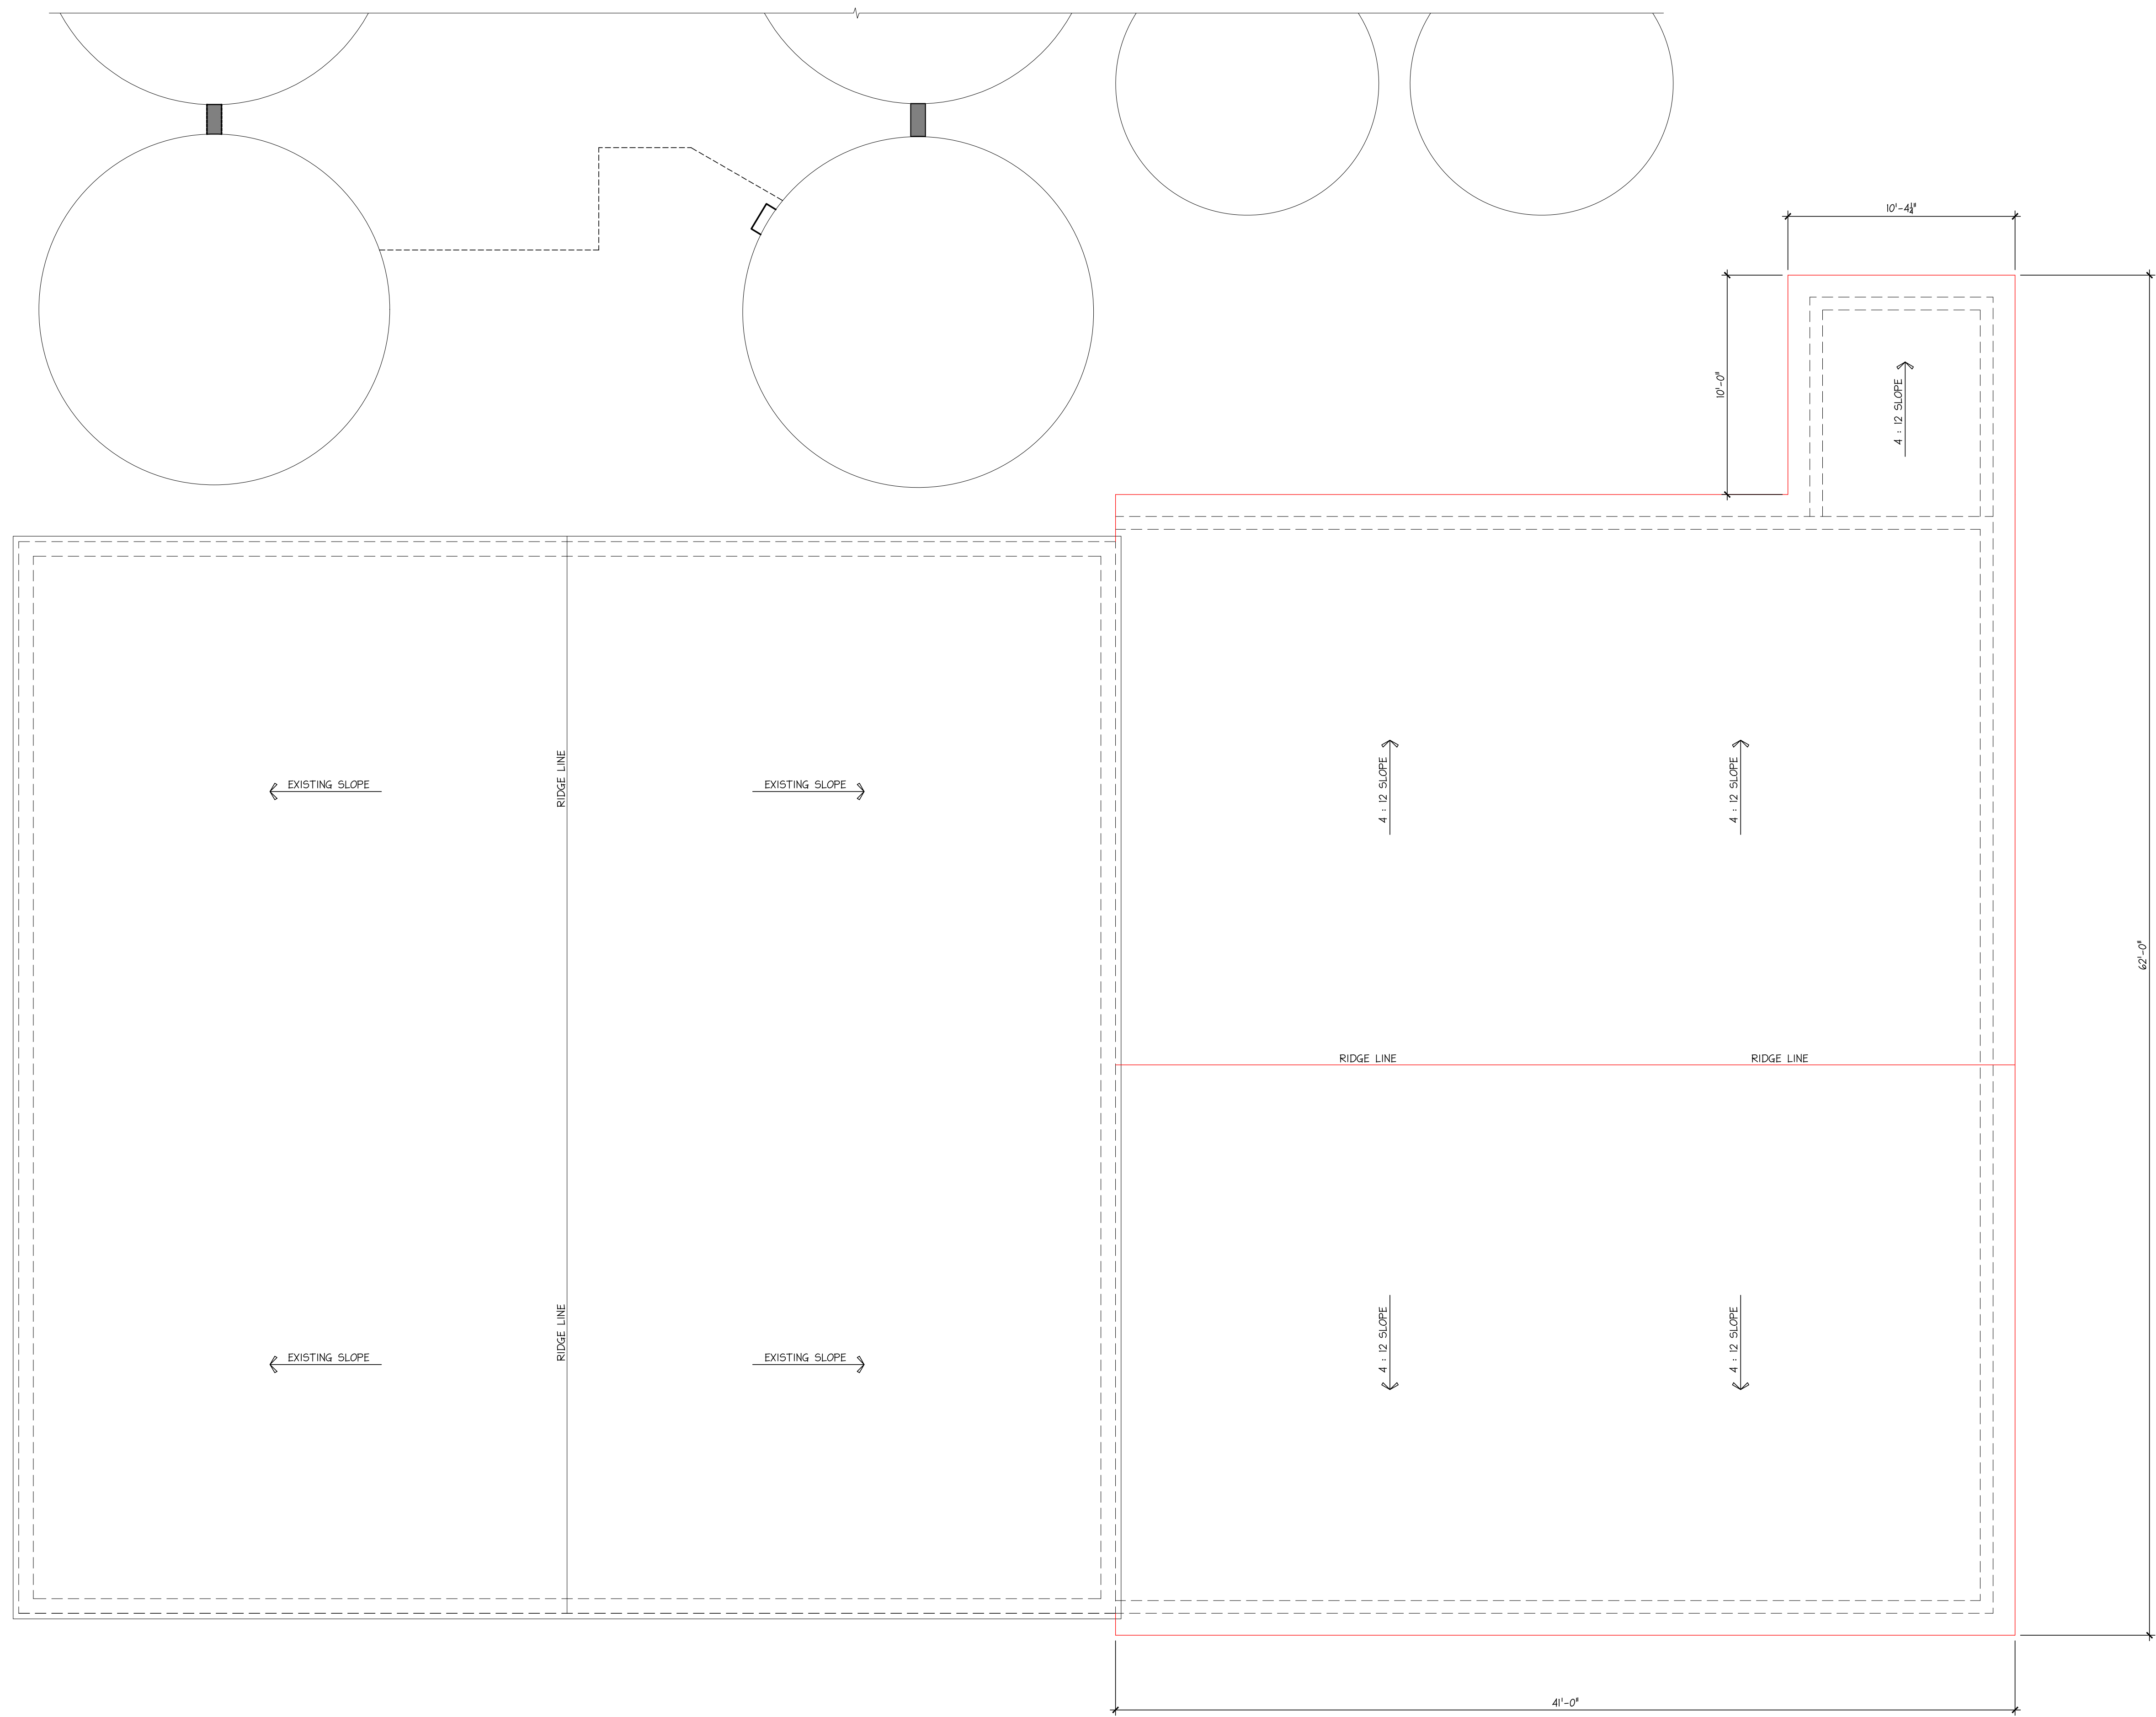 10'-4¼"
10'-0"
4 : 12 SLOPE
RIDGE LINE
EXISTING SLOPE
EXISTING SLOPE
4 : 12 SLOPE
4 : 12 SLOPE
62'-0"
RIDGE LINE
RIDGE LINE
RIDGE LINE
EXISTING SLOPE
EXISTING SLOPE
4 : 12 SLOPE
4 : 12 SLOPE
41'-0"